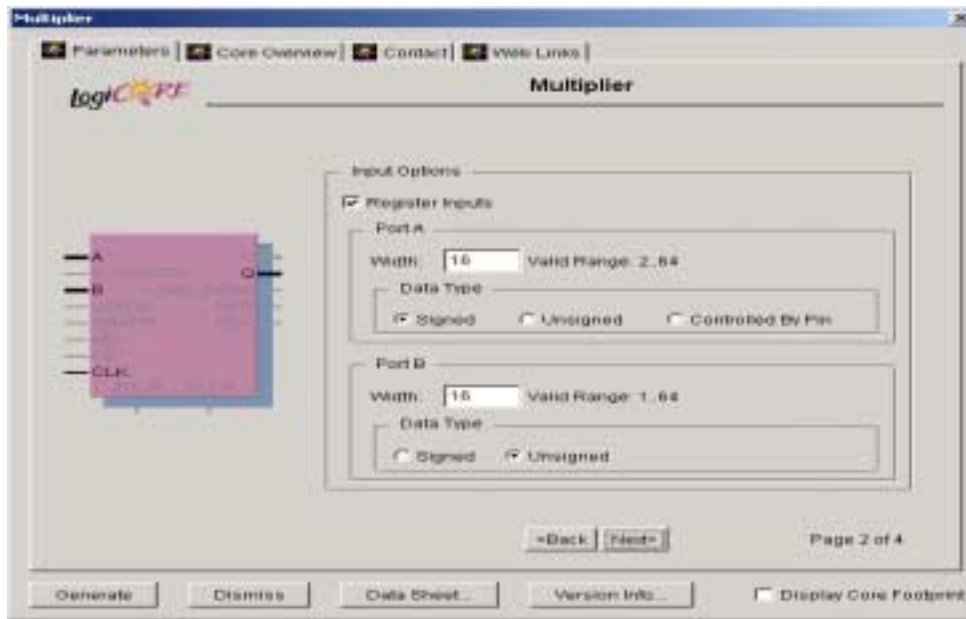 Multiplier
Parameters Core Overview Contact Web Links
LogiCORE
Multiplier
Input Options
Register Inputs
Port A
Width: 16 Valid Range: 2..64
Data Type
Signed Unsigned Controlled By Pin
A
Q
B
CLK
Port B
Width: 16 Valid Range: 1..64
Data Type
Signed Unsigned
<Back Next> Page 2 of 4
Generate Dismiss Data Sheet... Version Info... Display Core Footprint